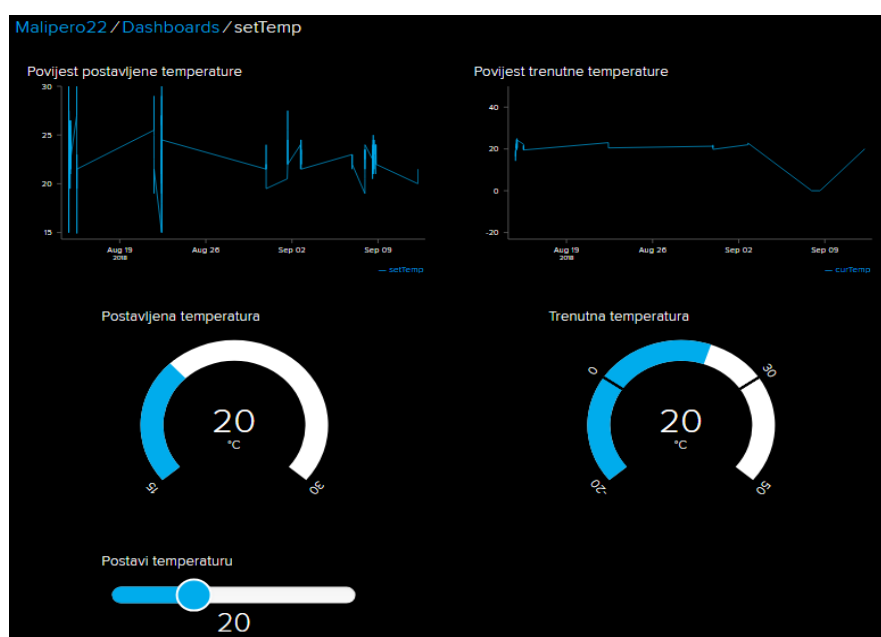 Malipero22 / Dashboards / setTemp
Povijest postavljene temperature
30
25
20
15
Aug 19
2018
Aug 26
Sep 02
Sep 09
— setTemp
Povijest trenutne temperature
40
20
0
-20
Aug 19
2018
Aug 26
Sep 02
Sep 09
— curTemp
Postavljena temperatura
20
°C
15
30
Trenutna temperatura
0
30
20
°C
-20
50
Postavi temperaturu
20